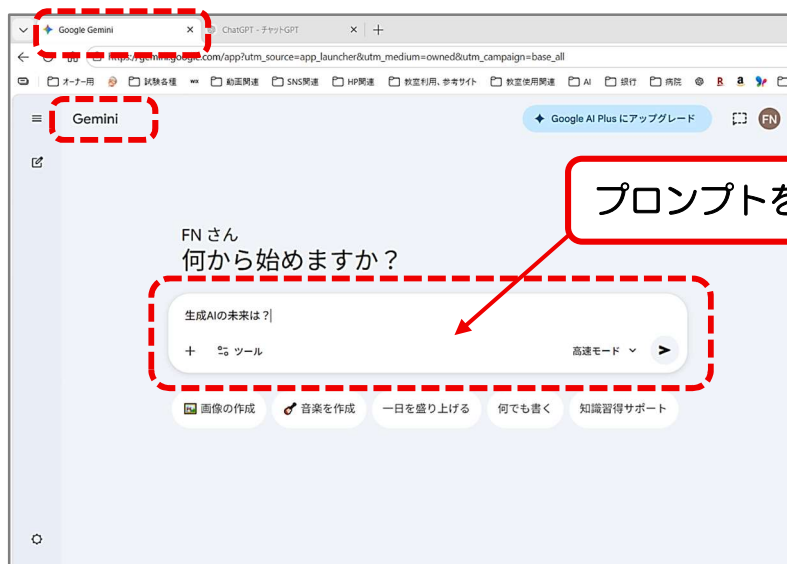 Google Gemini
ChatGPT - チャットGPT
https://gemini.google.com/app?utm_source=app_launcher&utm_medium=owned&utm_campaign=base_all
オーナー用 試験各種 動画関連 SNS関連 HP関連 教室利用、参考サイト 教室使用関連 AI 銀行 病院
Gemini
Google AI Plus にアップグレード
FN
プロンプトを
FN さん
何から始めますか？
生成AIの未来は？
ツール
高速モード
画像の作成 音楽を作成 一日を盛り上げる 何でも書く 知識習得サポート